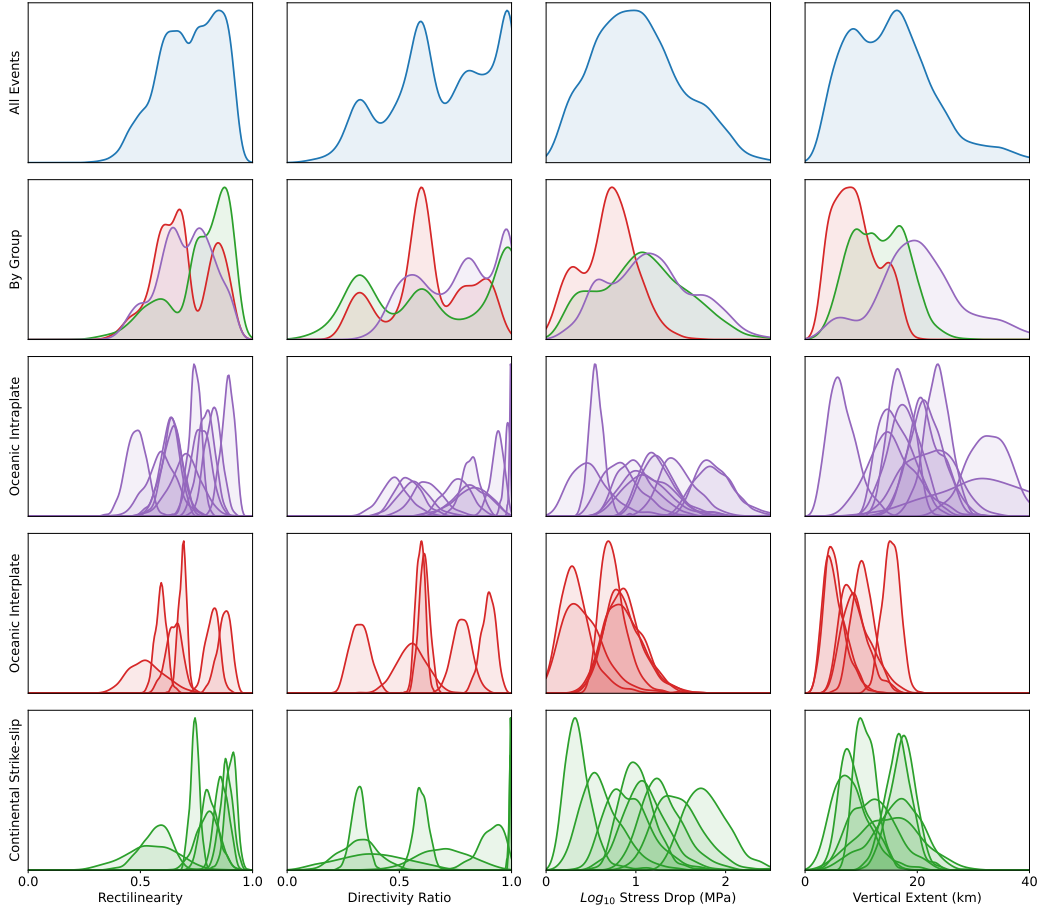 All Events
By Group
Oceanic Intraplate
Oceanic Interplate
Continental Strike-slip
0.0 0.5 1.0 0.0 0.5 1.0 0 1 2 0 20 40
Rectilinearity Directivity Ratio Log10 Stress Drop (MPa) Vertical Extent (km)